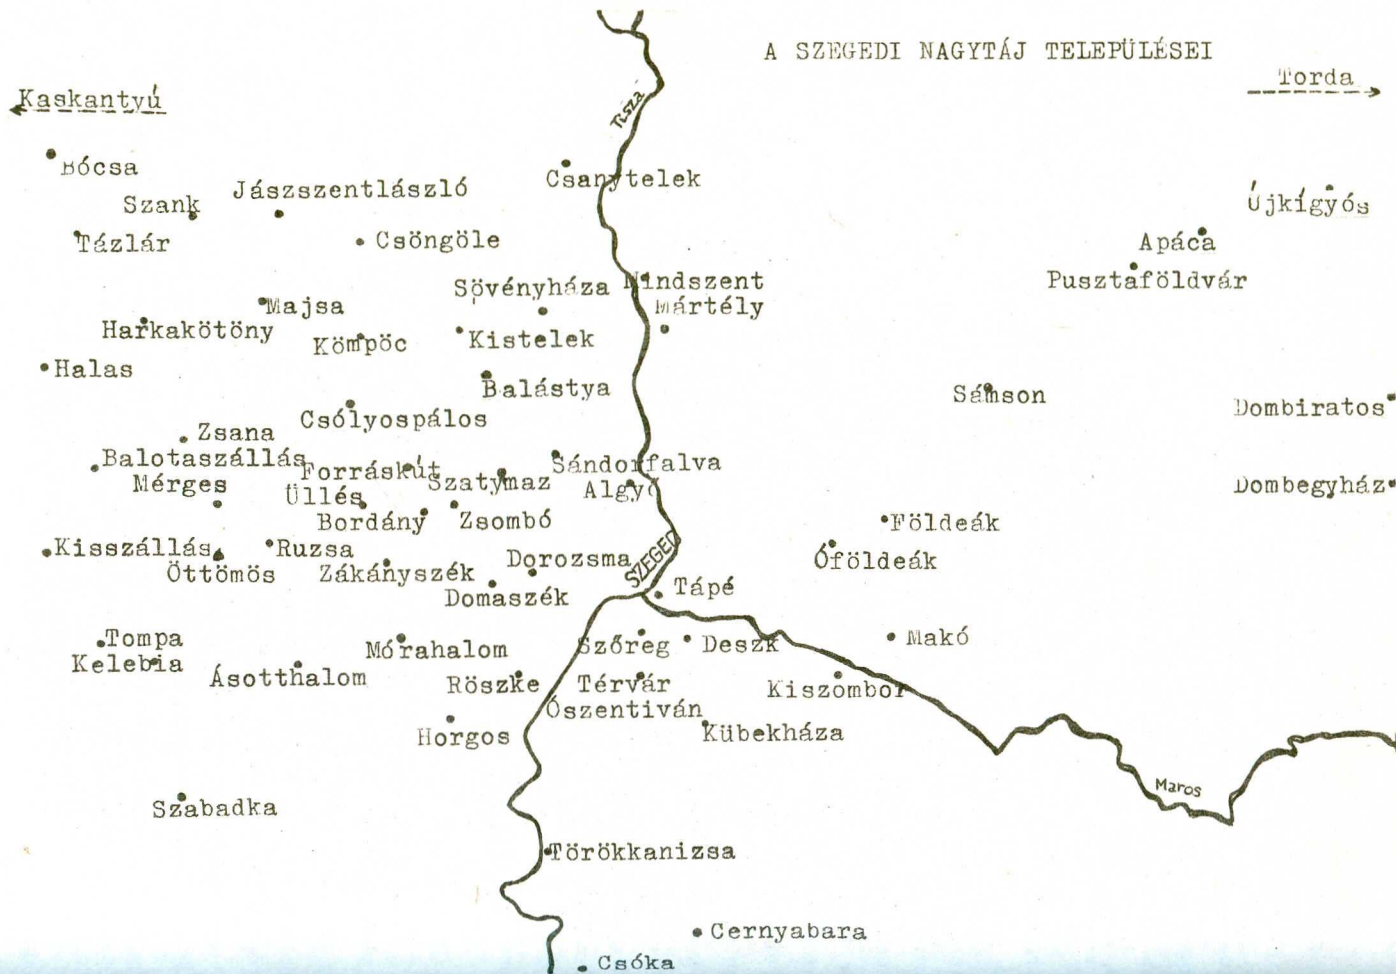 A SZEGEDI NAGYTÁJ TELEPÜLÉSEI
Torda
Kaskantyú
Tisza
Bócsa
Csanytelek
Jászszentlászló
Szank
Újkígyós
Tázlár
Csöngöle
Apáca
Pusztaföldvár
Mindszent
Sövényháza
Majsa
Mártély
Harkakötöny
Kömpöc
Kistelek
Halas
Balástya
Sámson
Dombiratos
Csólyospálos
Zsana
Balotaszállás
Forráskút
Sándorfalva
Mérges
Üllés
Szatymaz
Algyő
Dombegyház
Bordány
Zsombó
Földeák
Kisszállás
Ruzsa
Öttömös
Zákányszék
Dorozsma
SZEGED
Óföldeák
Domaszék
Tápé
Tompa
Kelebia
Mórahalom
Szőreg
Deszk
Makó
Ásotthalom
Röszke
Térvár
Kiszombor
Ószentiván
Horgos
Kübekháza
Maros
Szabadka
Törökkanizsa
Cernyabara
Csóka